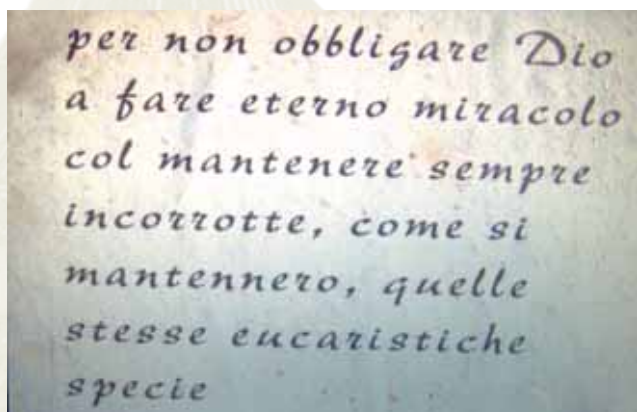 per non obbligare Dio
a fare eterno miracolo
col mantenere sempre
incorrotte, come si
mantennero, quelle
stesse eucaristiche
specie